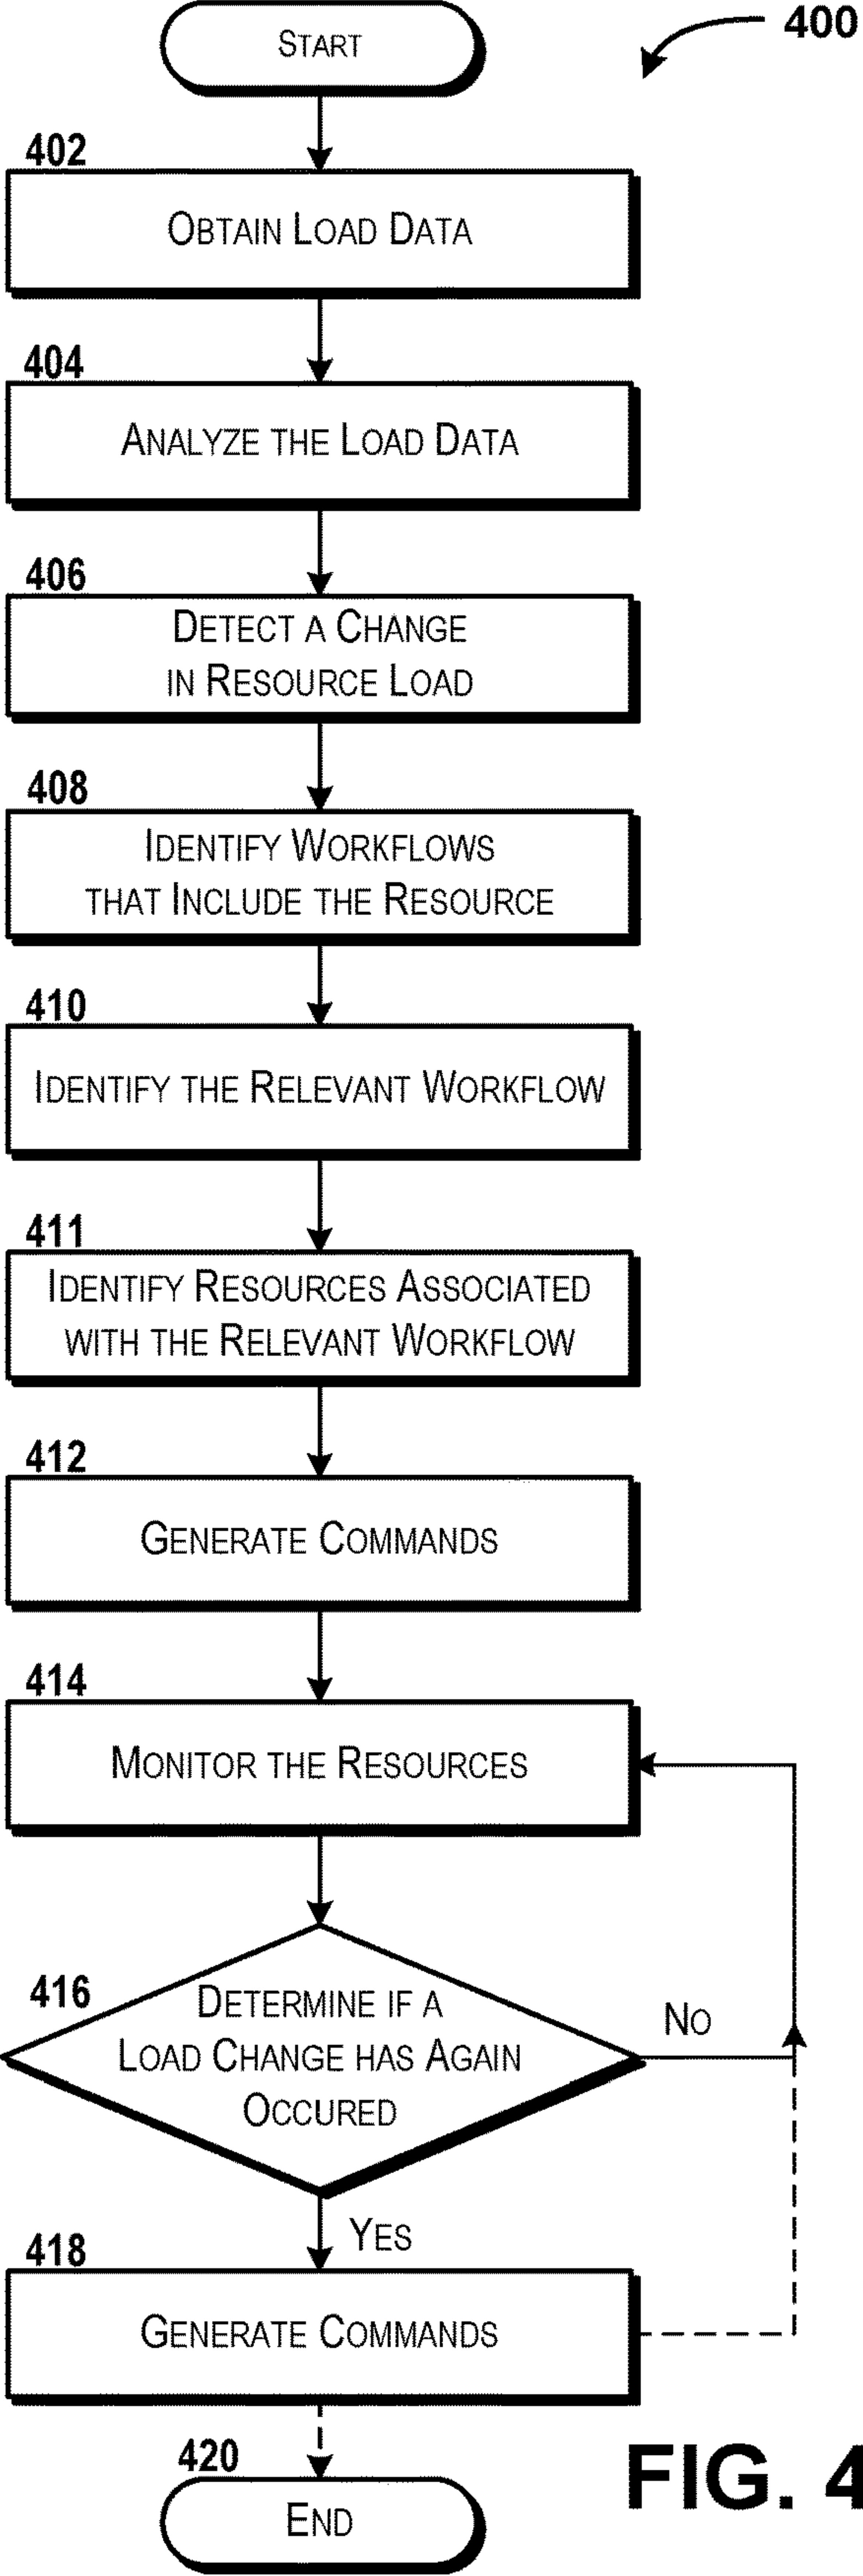 START
400
402
OBTAIN LOAD DATA
404
ANALYZE THE LOAD DATA
406
DETECT A CHANGE
IN RESOURCE LOAD
408
IDENTIFY WORKFLOWS
THAT INCLUDE THE RESOURCE
410
IDENTIFY THE RELEVANT WORKFLOW
411
IDENTIFY RESOURCES ASSOCIATED
WITH THE RELEVANT WORKFLOW
412
GENERATE COMMANDS
414
MONITOR THE RESOURCES
416
DETERMINE IF A
LOAD CHANGE HAS AGAIN
OCCURED
NO
YES
418
GENERATE COMMANDS
420
END
FIG. 4